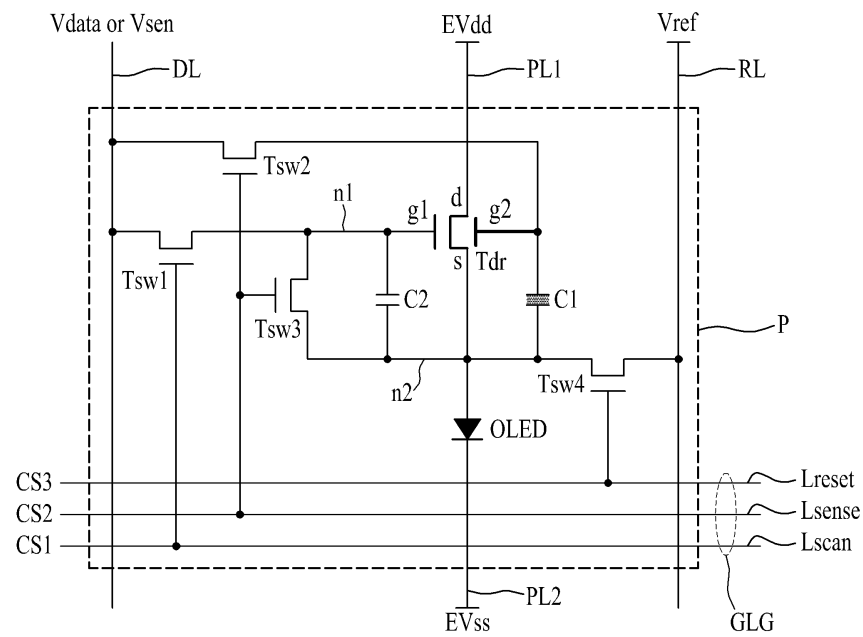 Vdata or Vsen
EVdd
Vref
DL
PL1
RL
Tsw2
n1
d
g1
g2
s
Tdr
Tsw1
C2
C1
Tsw3
P
n2
Tsw4
OLED
CS3
Lreset
CS2
Lsense
CS1
Lscan
PL2
EVss
GLG